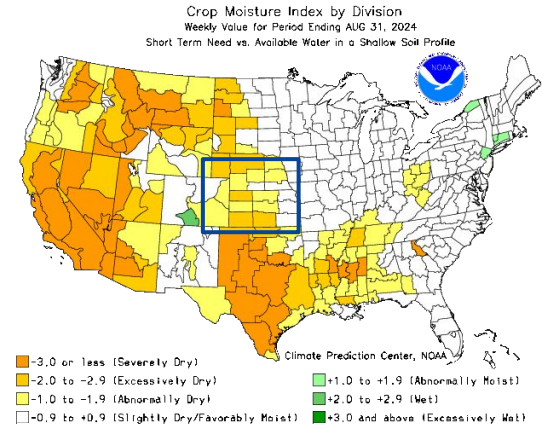 Crop Moisture Index by Division
Weekly Value for Period Ending AUG 31, 2024
Short Term Need vs. Available Water in a Shallow Soil Profile
NOAA
Climate Prediction Center, NOAA
-3.0 or less (Severely Dry)
-2.0 to -2.9 (Excessively Dry)
-1.0 to -1.9 (Abnormally Dry)
-0.9 to +0.9 (Slightly Dry/Favorably Moist)
+1.0 to +1.9 (Abnormally Moist)
+2.0 to +2.9 (Wet)
+3.0 and above (Excessively Wet)